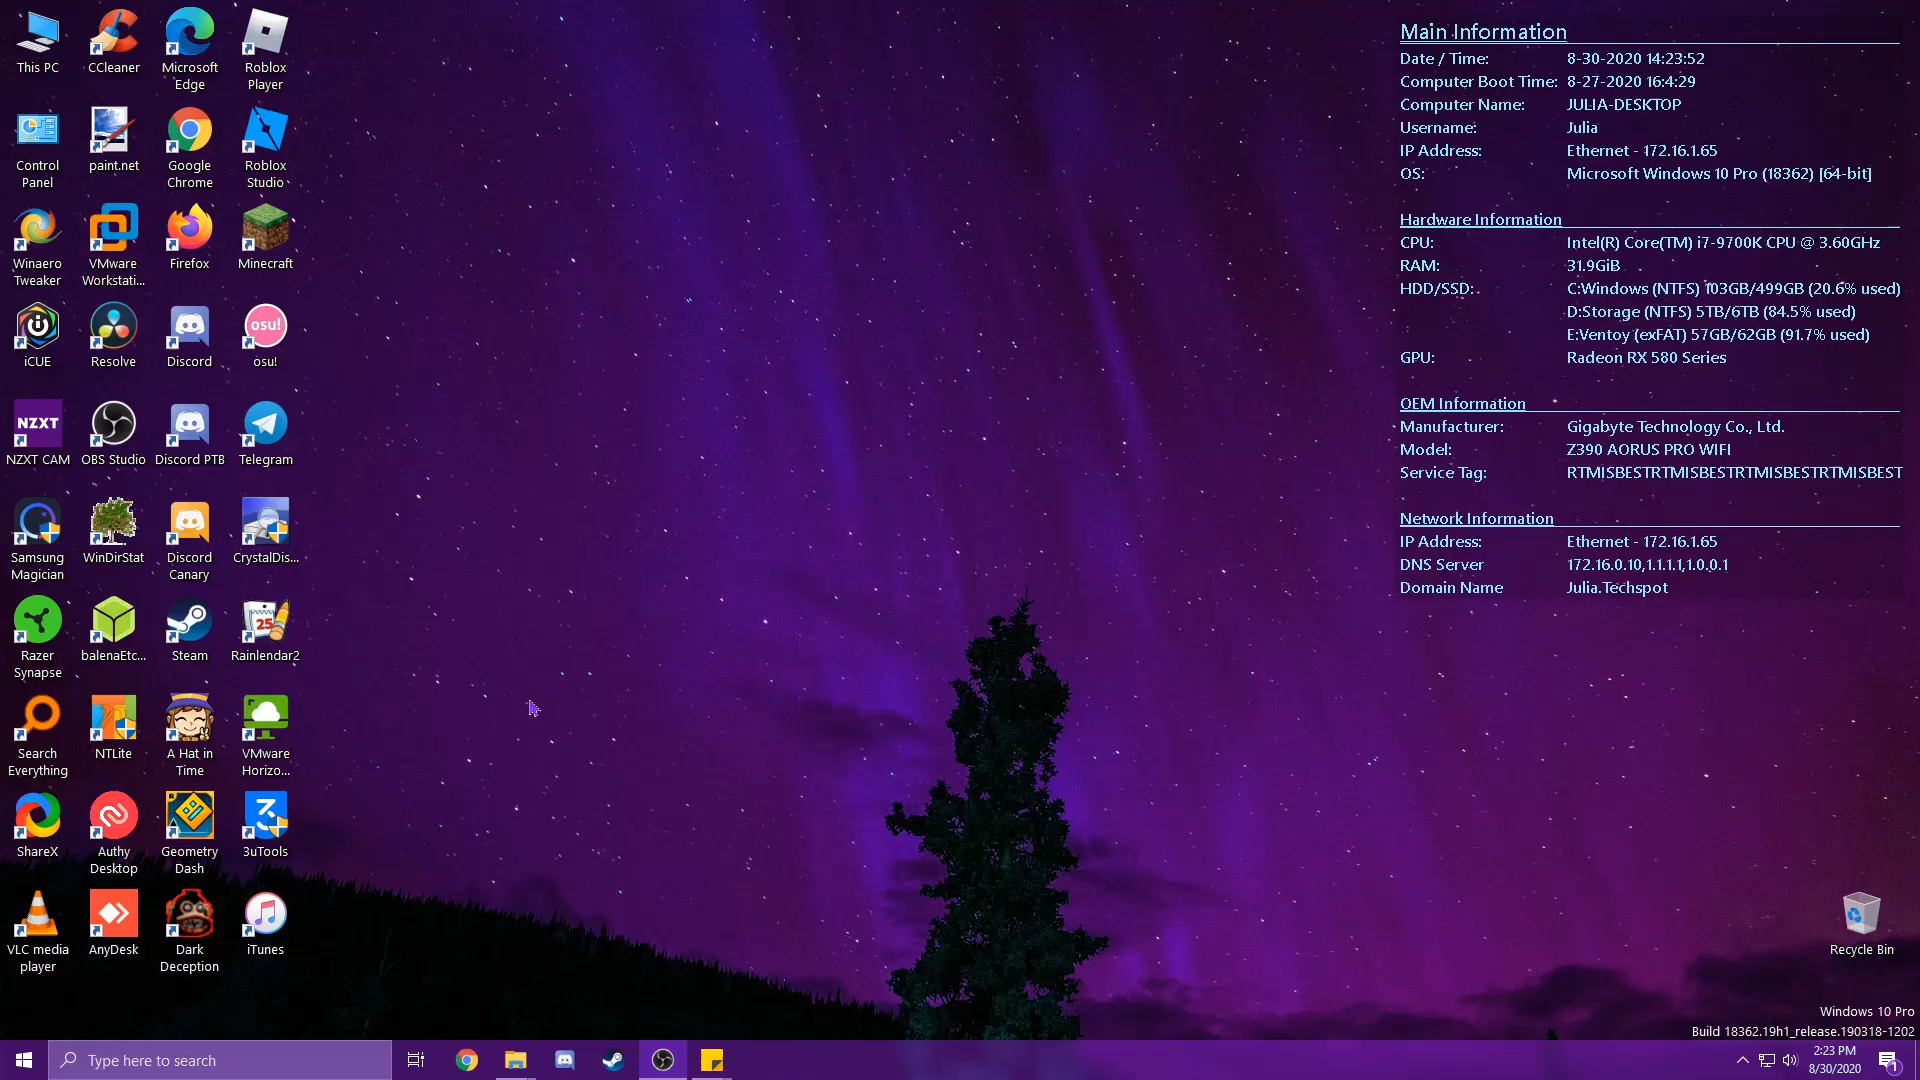 This PC
CCleaner
Microsoft
Edge
Roblox
Player
Control
Panel
paint.net
Google
Chrome
Roblox
Studio
Winaero
Tweaker
VMware
Workstati...
Firefox
Minecraft
iCUE
Resolve
Discord
osu!
osu!
NZXT
NZXT CAM
OBS Studio
Discord PTB
Telegram
Samsung
Magician
WinDirStat
Discord
Canary
CrystalDis...
Razer
Synapse
balenaEtc...
Steam
25
Rainlendar2
Search
Everything
NTLite
A Hat in
Time
VMware
Horizo...
ShareX
Authy
Desktop
Geometry
Dash
3uTools
VLC media
player
AnyDesk
Dark
Deception
iTunes
Main Information
Date / Time: 8-30-2020 14:23:52
Computer Boot Time: 8-27-2020 16:4:29
Computer Name: JULIA-DESKTOP
Username: Julia
IP Address: Ethernet - 172.16.1.65
OS: Microsoft Windows 10 Pro (18362) [64-bit]
Hardware Information
CPU: Intel(R) Core(TM) i7-9700K CPU @ 3.60GHz
RAM: 31.9GiB
HDD/SSD: C:Windows (NTFS) 103GB/499GB (20.6% used)
D:Storage (NTFS) 5TB/6TB (84.5% used)
E:Ventoy (exFAT) 57GB/62GB (91.7% used)
GPU: Radeon RX 580 Series
OEM Information
Manufacturer: Gigabyte Technology Co., Ltd.
Model: Z390 AORUS PRO WIFI
Service Tag: RTMISBESTRTMISBESTRTMISBESTRTMISBEST
Network Information
IP Address: Ethernet - 172.16.1.65
DNS Server 172.16.0.10,1.1.1.1,1.0.0.1
Domain Name Julia.Techspot
Recycle Bin
Windows 10 Pro
Build 18362.19h1_release.190318-1202
Type here to search
2:23 PM
8/30/2020
1